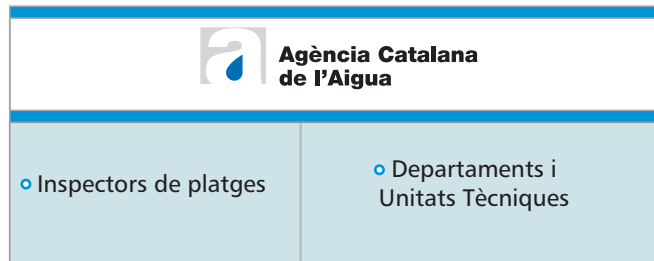 Agència Catalana
de l'Aigua
Inspectors de platges
Departaments i
Unitats Tècniques